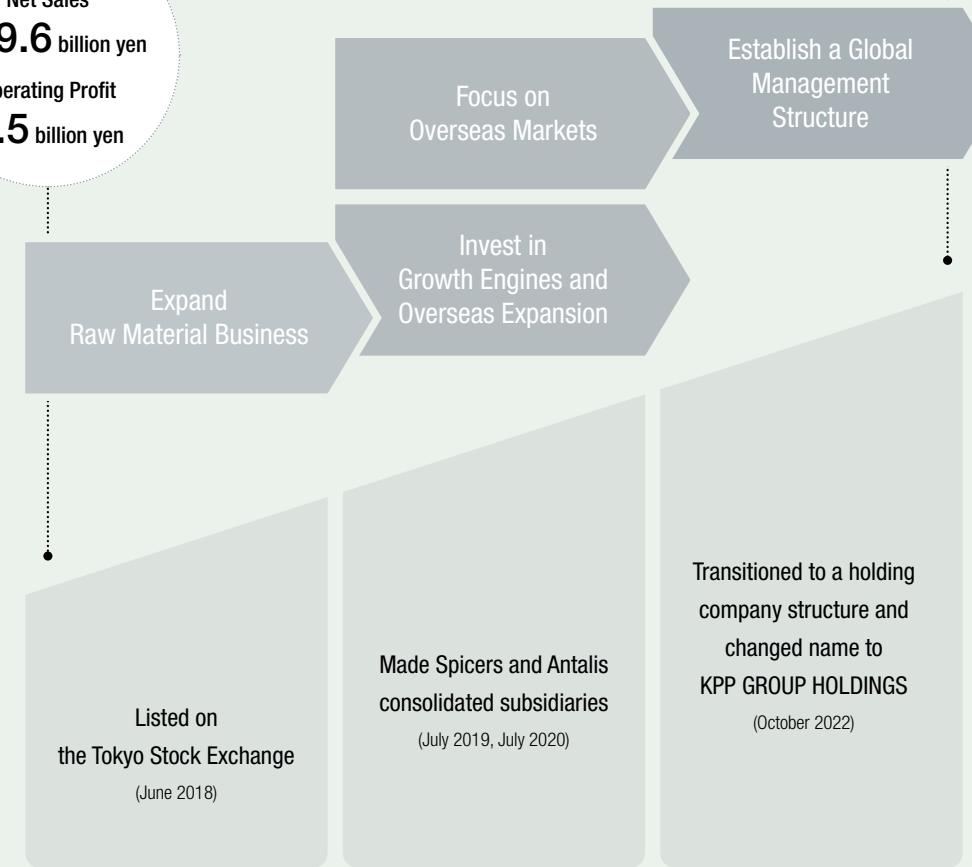 Net Sales
9.6 billion yen
.5 billion yen
Focus on
Overseas Markets
Establish a Global
Management
Structure
Invest in
Growth Engines and
Overseas Expansion
Expand
Raw Material Business
Listed on
the Tokyo Stock Exchange
(June 2018)
Made Spicers and Antalis
consolidated subsidiaries
(July 2019, July 2020)
Transitioned to a holding
company structure and
changed name to
KPP GROUP HOLDINGS
(October 2022)